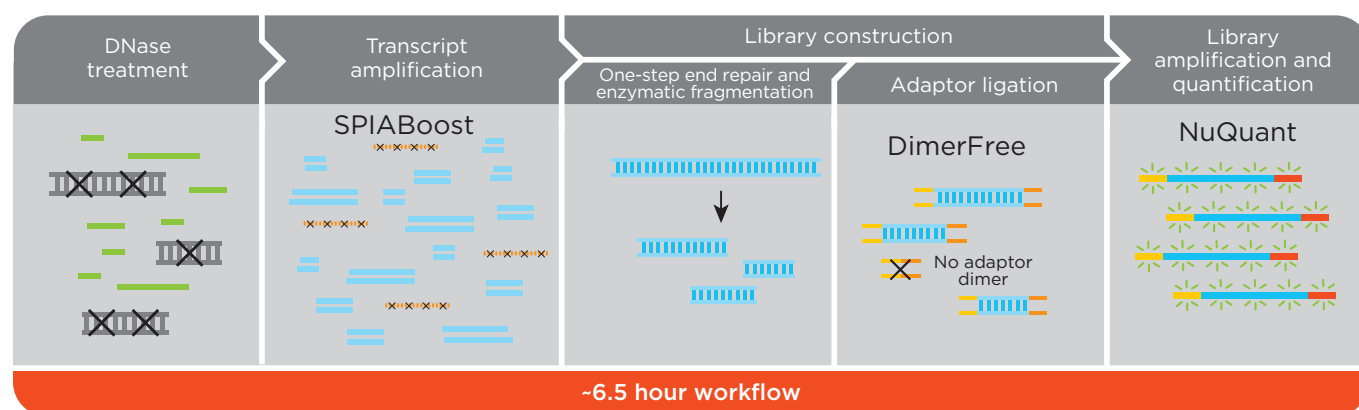 DNase
treatment
Transcript
amplification
Library construction
One-step end repair and
enzymatic fragmentation
Adaptor ligation
Library
amplification and
quantification
SPIABoost
DimerFree
No adaptor
dimer
NuQuant
~6.5 hour workflow